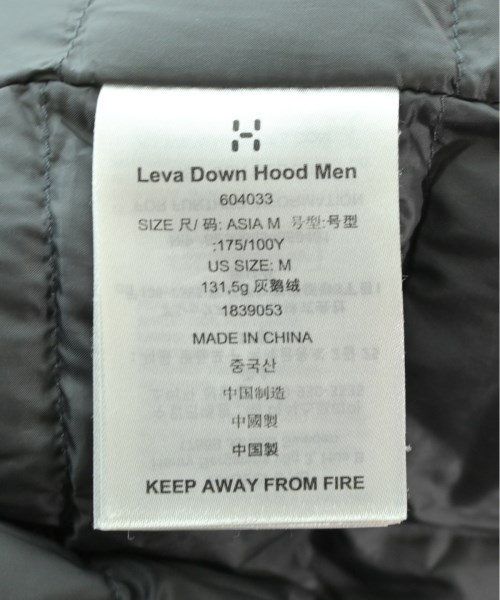 Leva Down Hood Men
604033
SIZE 尺/ 码: ASIA M 号型:号型
:175/100Y
US SIZE: M
131,5g 灰鹅绒
1839053
MADE IN CHINA
중국산
中国制造
中國製
中国製
KEEP AWAY FROM FIRE